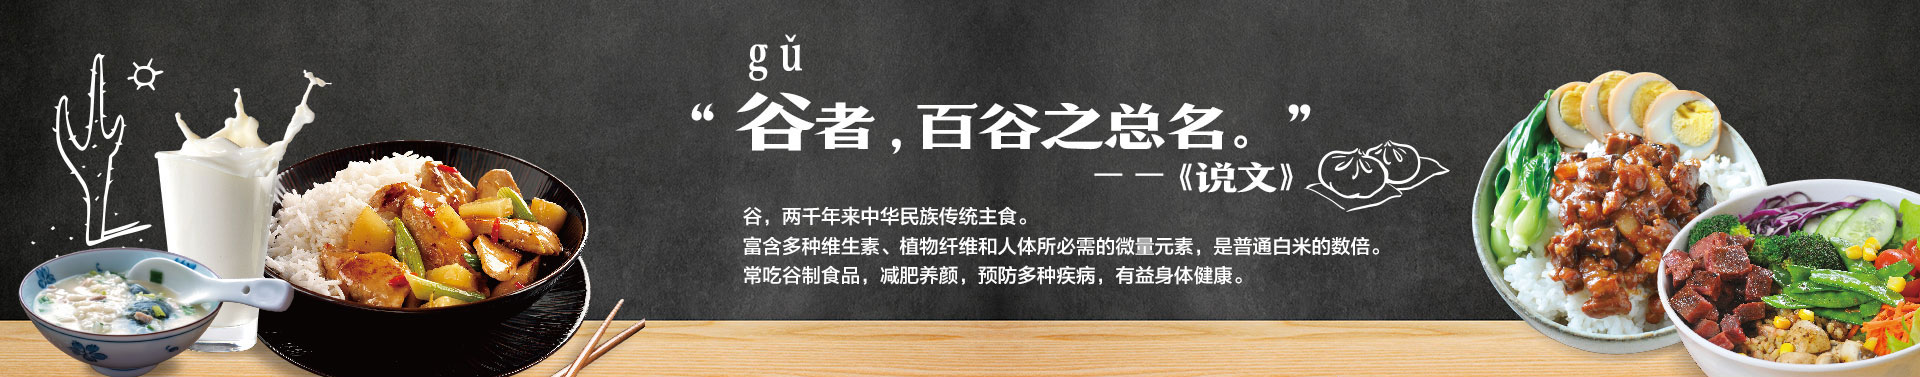 gǔ
“谷者,百谷之总名。”
——《说文》
谷，两千年来中华民族传统主食。
富含多种维生素、植物纤维和人体所必需的微量元素，是普通白米的数倍。
常吃谷制食品，减肥养颜，预防多种疾病，有益身体健康。